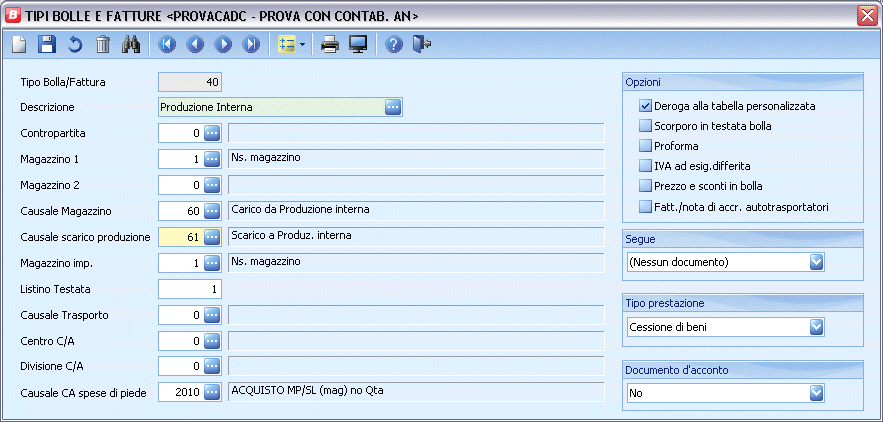 TIPI BOLLE E FATTURE <PROVACADC - PROVA CON CONTAB. AN>
Tipo Bolla/Fattura 40
Descrizione Produzione Interna
Contropartita 0
Magazzino 1 1 Ns. magazzino
Magazzino 2 0
Causale Magazzino 60 Carico da Produzione interna
Causale scarico produzione 61 Scarico a Produz. interna
Magazzino imp. 1 Ns. magazzino
Listino Testata 1
Causale Trasporto 0
Centro C/A 0
Divisione C/A 0
Causale CA spese di piede 2010 ACQUISTO MP/SL (mag) no Qta
Opzioni
Deroga alla tabella personalizzata
Scorporo in testata bolla
Proforma
IVA ad esig.differita
Prezzo e sconti in bolla
Fatt./nota di accr. autotrasportatori
Segue
(Nessun documento)
Tipo prestazione
Cessione di beni
Documento d'acconto
No